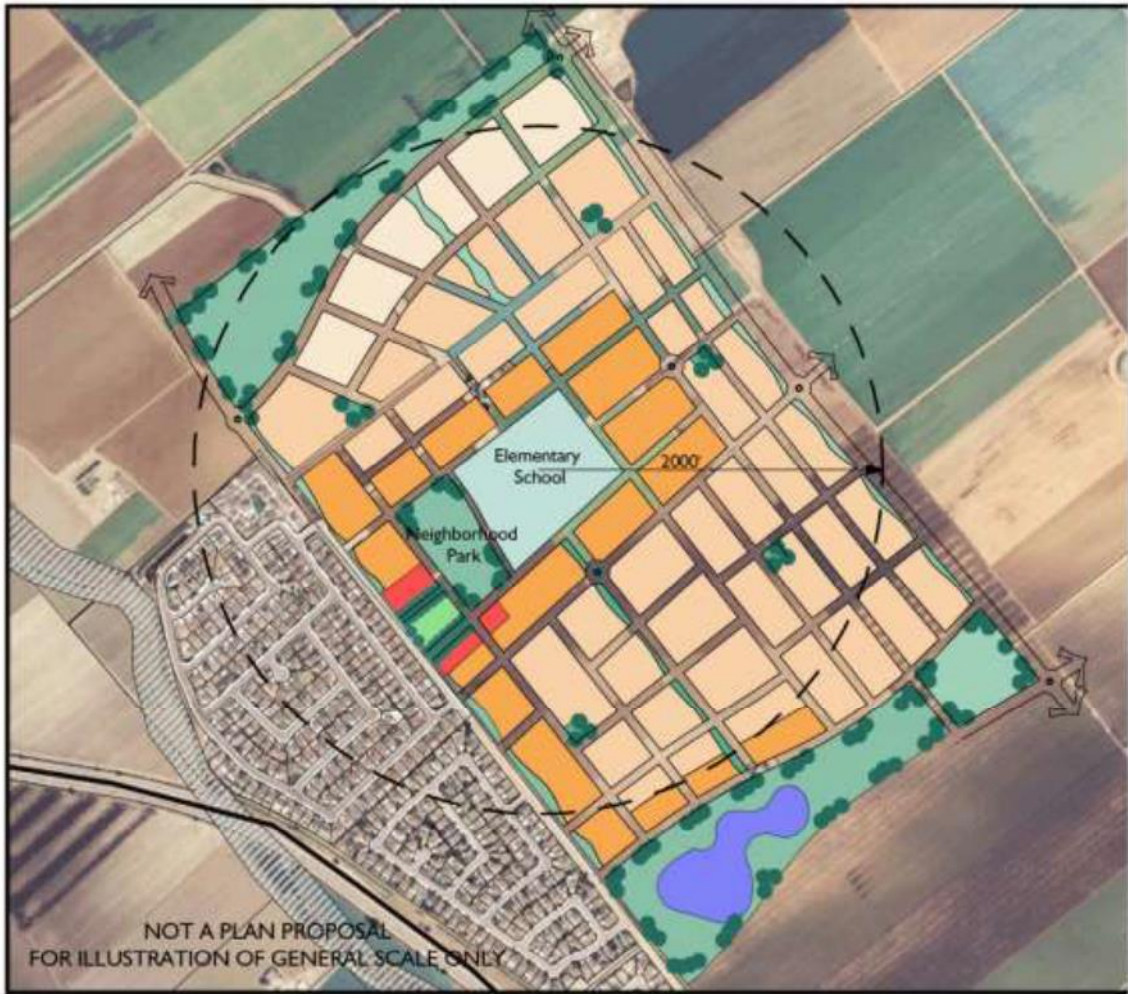 Elementary
School
2000'
Neighborhood
Park
NOT A PLAN PROPOSAL
FOR ILLUSTRATION OF GENERAL SCALE ONLY